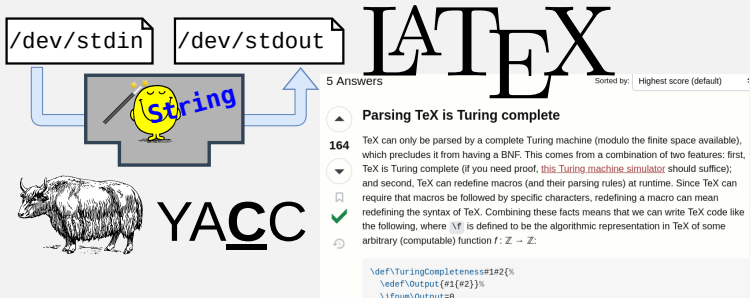 /dev/stdin
/dev/stdout
String
YACC
LATEX
5 Answers
Sorted by: Highest score (default)
164
Parsing TeX is Turing complete
TeX can only be parsed by a complete Turing machine (modulo the finite space available),
which precludes it from having a BNF. This comes from a combination of two features: first,
TeX is Turing complete (if you need proof, this Turing machine simulator should suffice);
and second, TeX can redefine macros (and their parsing rules) at runtime. Since TeX can
require that macros be followed by specific characters, redefining a macro can mean
redefining the syntax of TeX. Combining these facts means that we can write TeX code like
the following, where \f is defined to be the algorithmic representation in TeX of some
arbitrary (computable) function f : ℤ → ℤ:
\def\TuringCompleteness#1#2{%
\edef\Output{#1{#2}}%
\ifnum\Output=0